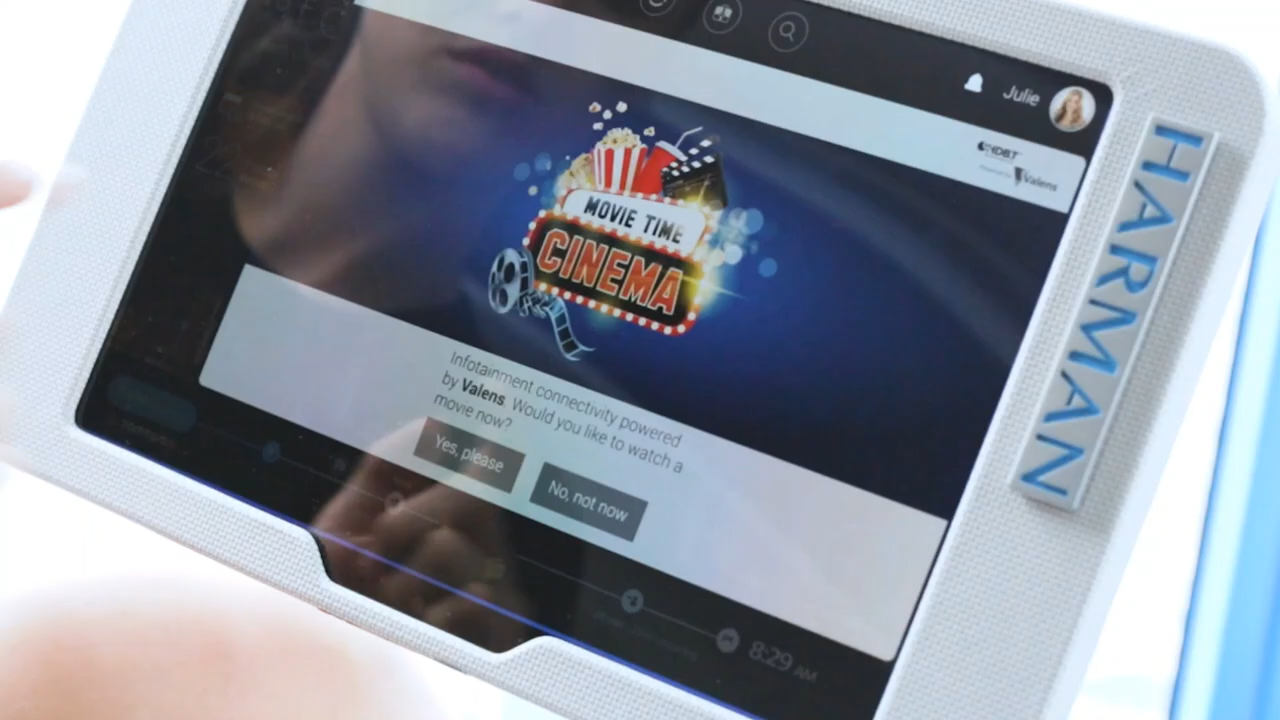 Julie
HDBT
Valens
HARMAN
MOVIE TIME
CINEMA
Infotainment connectivity powered
by Valens. Would you like to watch a
movie now?
Yes, please
No, not now
8:29 AM